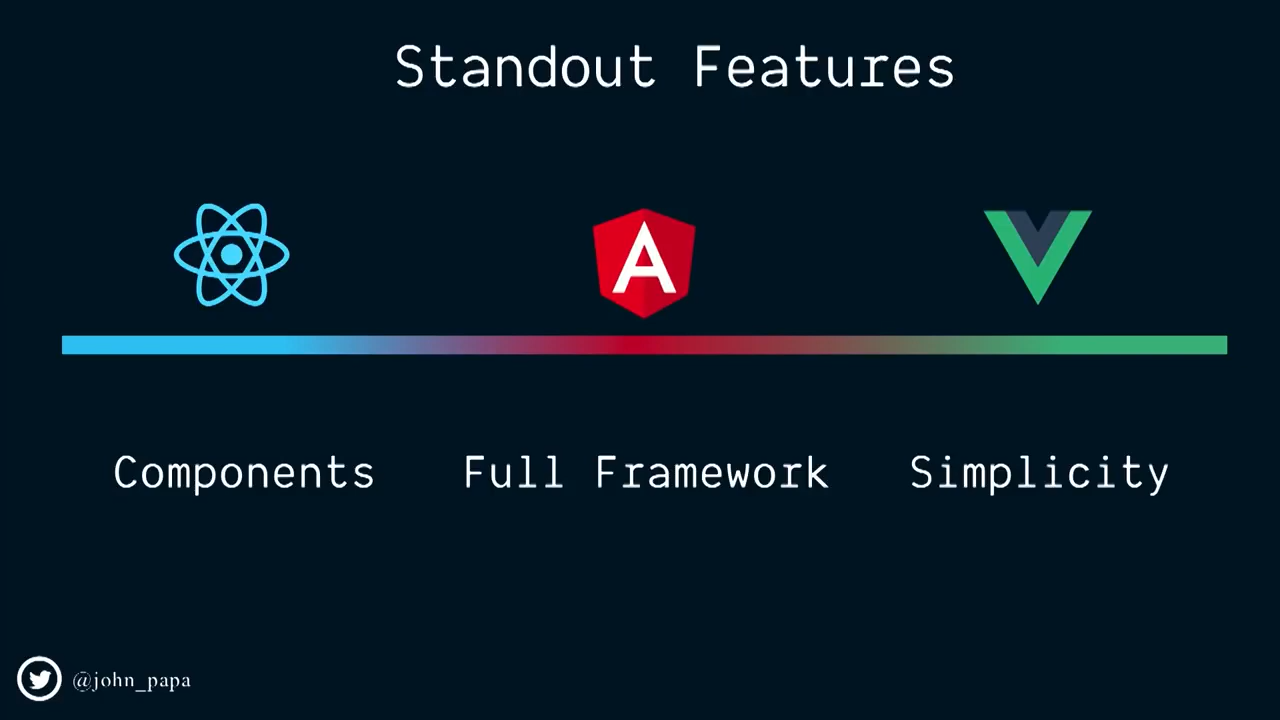 Standout Features
A
Components Full Framework Simplicity
@john_papa